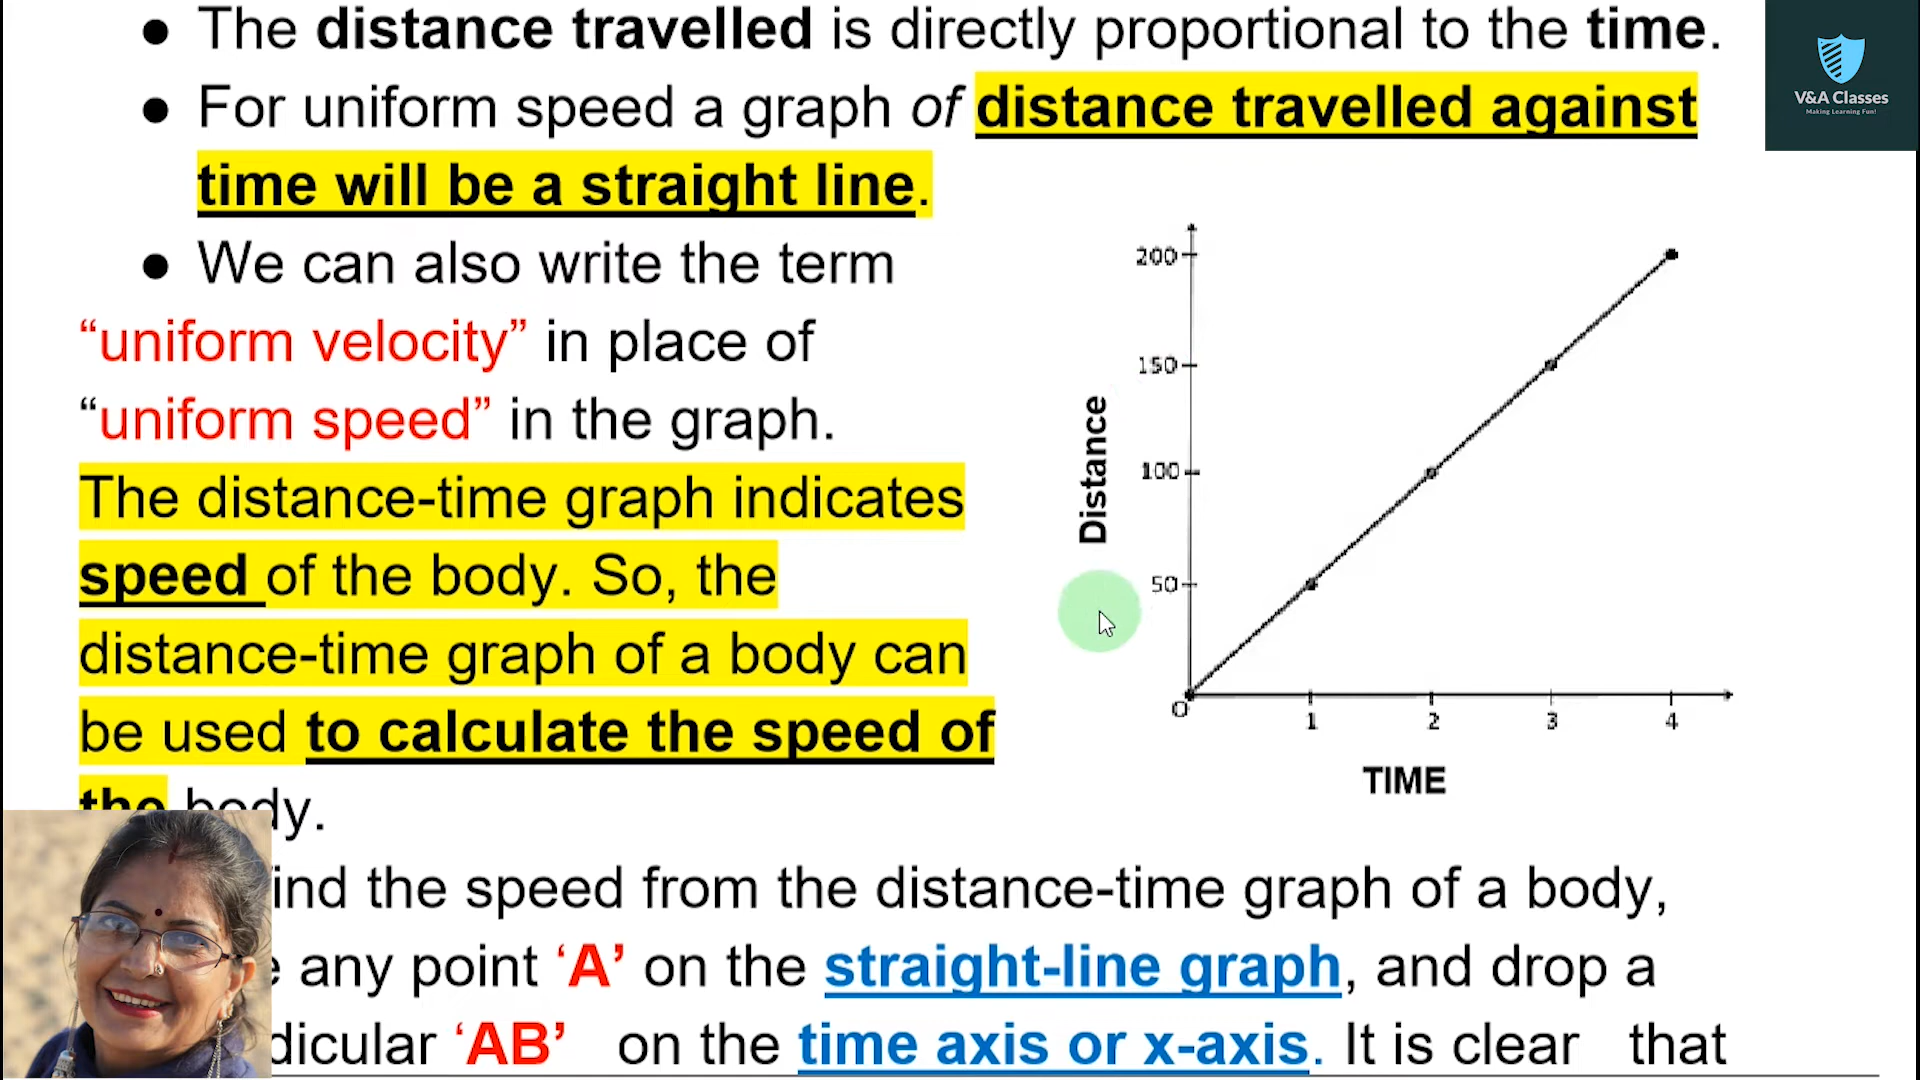 ● The distance travelled is directly proportional to the time.
● For uniform speed a graph of distance travelled against
time will be a straight line.
● We can also write the term
“uniform velocity” in place of
“uniform speed” in the graph.
The distance-time graph indicates
speed of the body. So, the
distance-time graph of a body can
be used to calculate the speed of
the body.
ind the speed from the distance-time graph of a body,
any point ‘A’ on the straight-line graph, and drop a
dicular ‘AB’ on the time axis or x-axis. It is clear that
V&A Classes
Making Learning Fun!
200
150
100
50
O
1 2 3 4
Distance
TIME